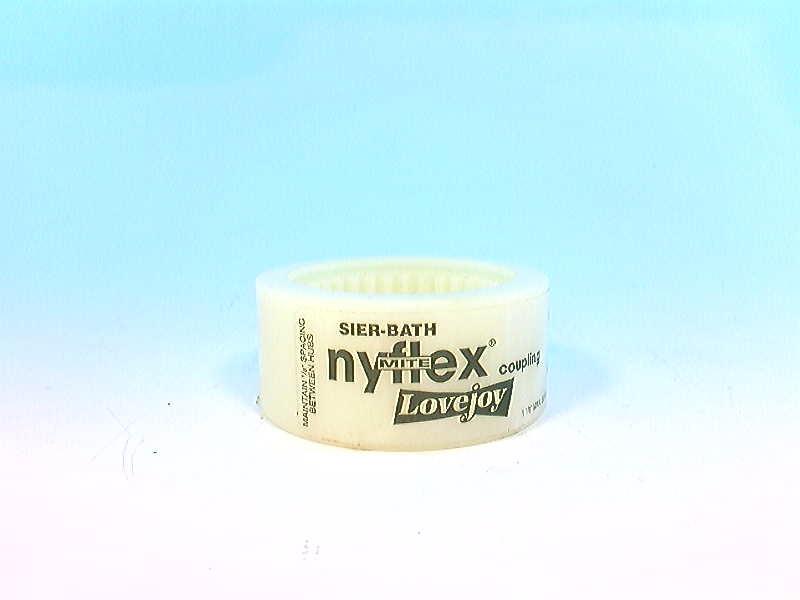 MAINTAIN 1/8" SPACING
BETWEEN HUBS
SIER-BATH
nyflex® coupling
MITE
Lovejoy